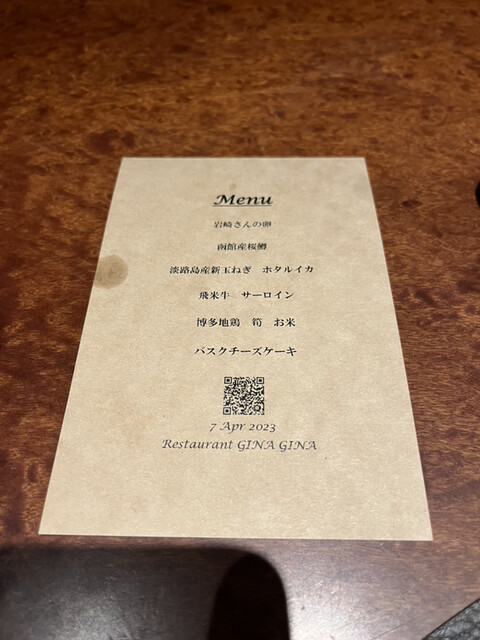 Menu
岩崎さんの卵
函館産桜鱒
淡路島産新玉ねぎ ホタルイカ
飛米牛 サーロイン
博多地鶏 筍 お米
バスクチーズケーキ
7 Apr 2023
Restaurant GINA GINA